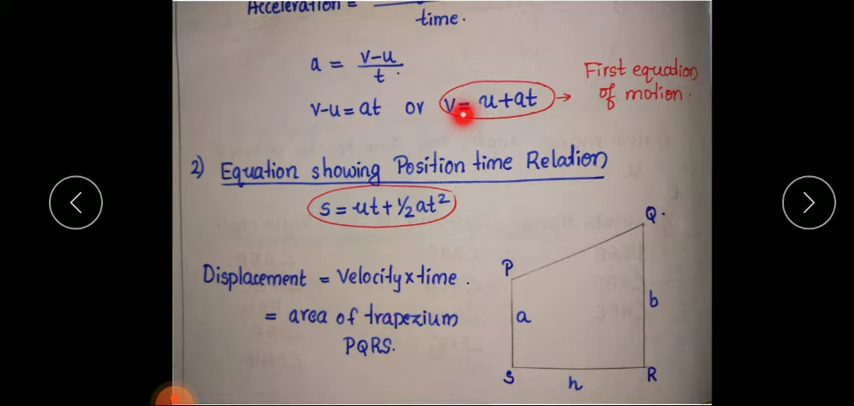 Acceleration =
time.
a = v-u/t.
v-u = at or v = u+at → First equation of motion.
2) Equation showing Position time Relation
s = ut + ½at²
Displacement = Velocity x time.
= area of trapezium
PQRS.
Q.
P
a
b
S
h
R